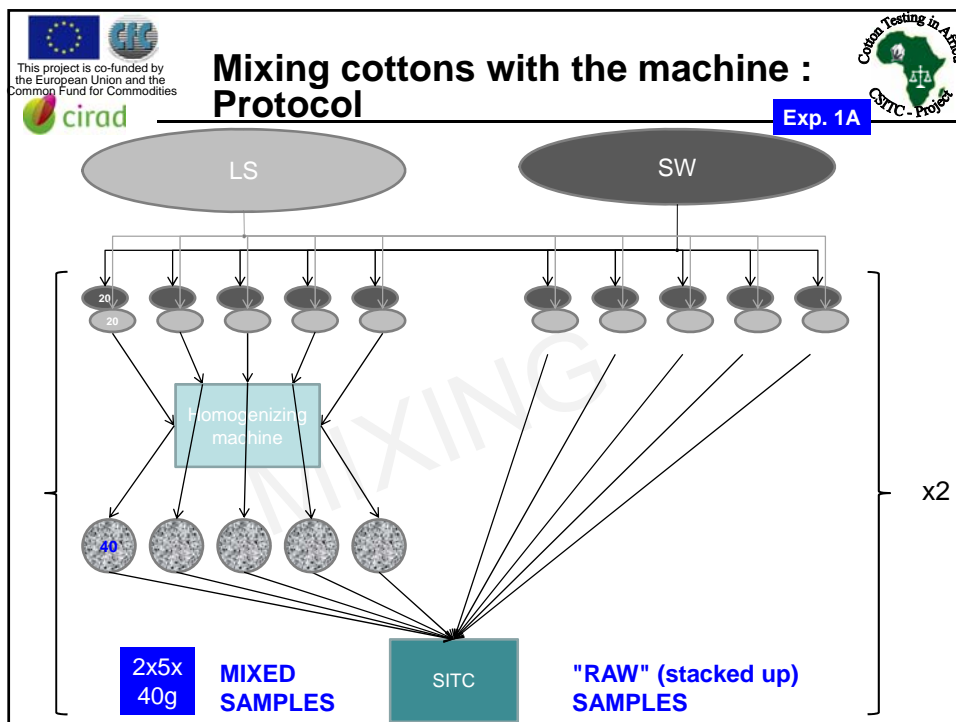 This project is co-funded by
the European Union and the
Common Fund for Commodities
CFC
cirad
Mixing cottons with the machine :
Protocol
Cotton Testing in Africa
CSITC - Project
Exp. 1A
LS
SW
20
20
Homogenizing
machine
MIXING
x2
40
2x5x
40g
MIXED
SAMPLES
SITC
"RAW" (stacked up)
SAMPLES